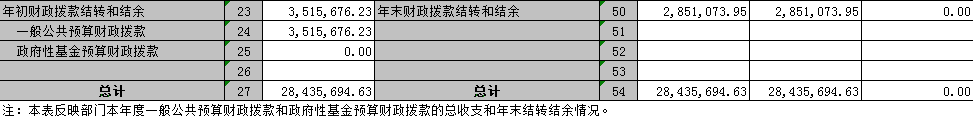 年初财政拨款结转和结余 23 3,515,676.23 年末财政拨款结转和结余 50 2,851,073.95 2,851,073.95 0.00
一般公共预算财政拨款 24 3,515,676.23 51
政府性基金预算财政拨款 25 0.00 52
26 53
总计 27 28,435,694.63 总计 54 28,435,694.63 28,435,694.63 0.00
注：本表反映部门本年度一般公共预算财政拨款和政府性基金预算财政拨款的总收支和年末结转结余情况。